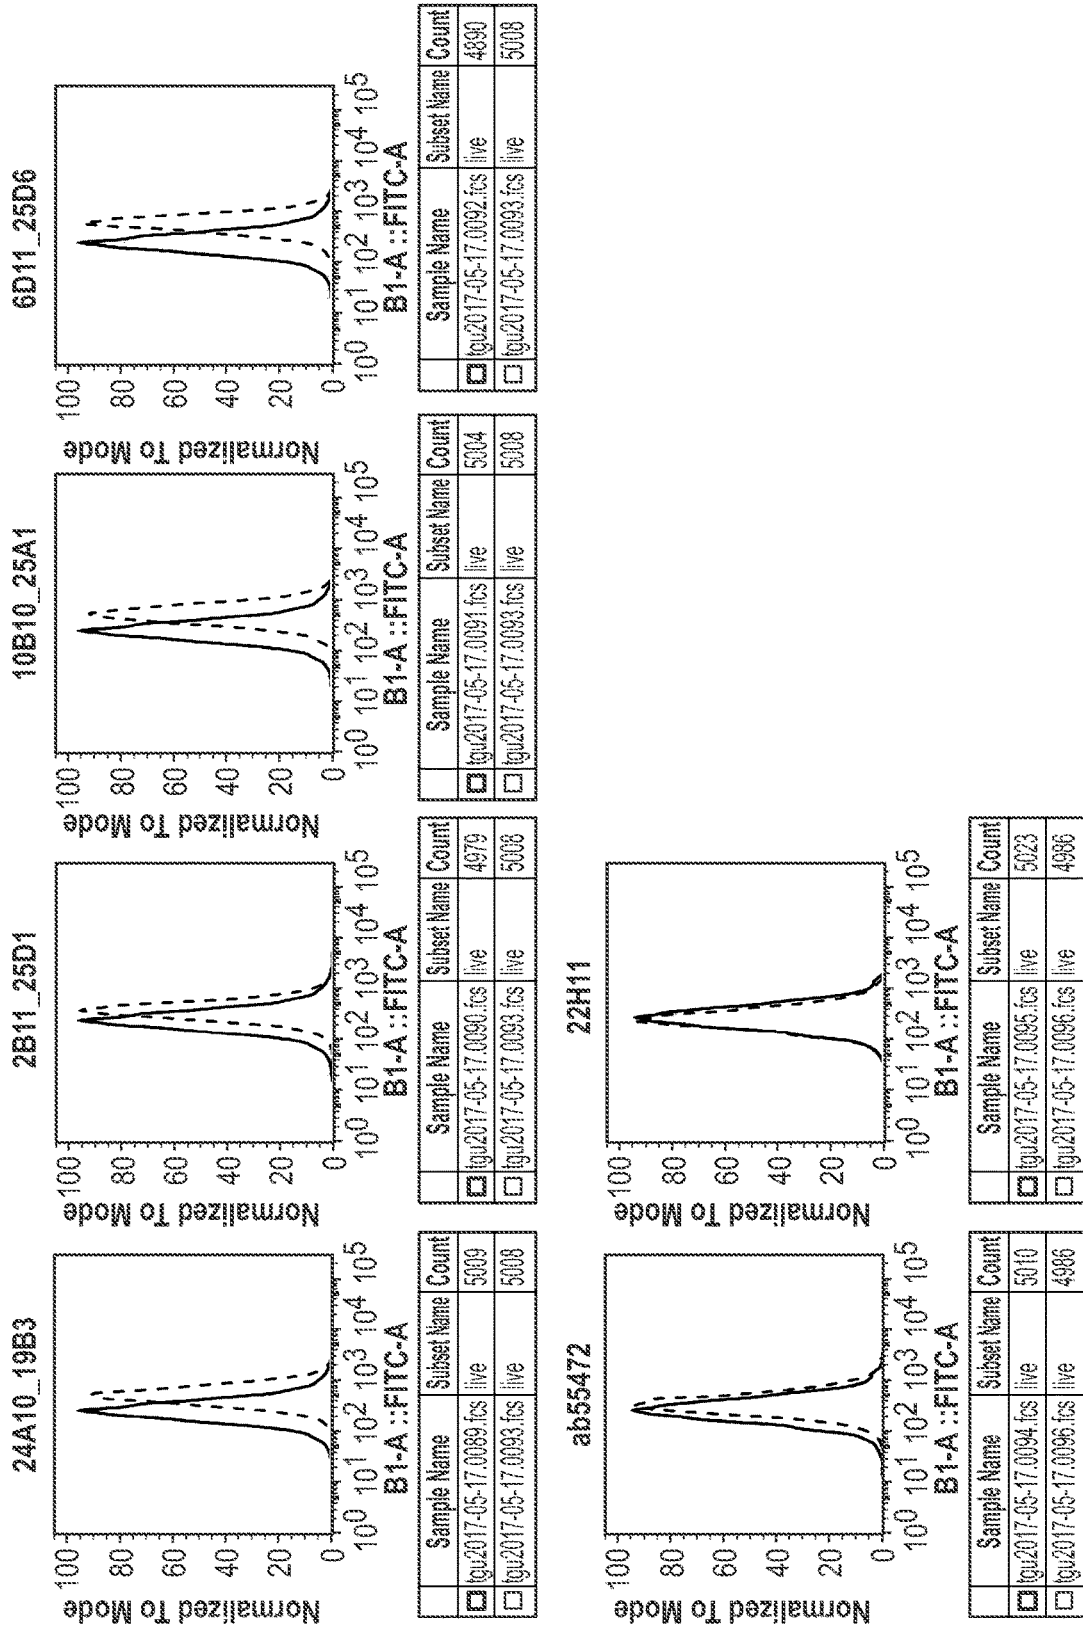 24A10_19B3
Normalized To Mode
100
80
60
40
20
0
10^0 10^1 10^2 10^3 10^4 10^5
B1-A ::FITC-A
Sample Name Subset Name Count
tgu2017-05-17.0089.fcs live 5009
tgu2017-05-17.0093.fcs live 5008
2B11_25D1
Normalized To Mode
100
80
60
40
20
0
10^0 10^1 10^2 10^3 10^4 10^5
B1-A ::FITC-A
Sample Name Subset Name Count
tgu2017-05-17.0090.fcs live 4979
tgu2017-05-17.0093.fcs live 5008
10B10_25A1
Normalized To Mode
100
80
60
40
20
0
10^0 10^1 10^2 10^3 10^4 10^5
B1-A ::FITC-A
Sample Name Subset Name Count
tgu2017-05-17.0091.fcs live 5004
tgu2017-05-17.0093.fcs live 5008
6D11_25D6
Normalized To Mode
100
80
60
40
20
0
10^0 10^1 10^2 10^3 10^4 10^5
B1-A ::FITC-A
Sample Name Subset Name Count
tgu2017-05-17.0092.fcs live 4890
tgu2017-05-17.0093.fcs live 5008
ab55472
Normalized To Mode
100
80
60
40
20
0
10^0 10^1 10^2 10^3 10^4 10^5
B1-A ::FITC-A
Sample Name Subset Name Count
tgu2017-05-17.0094.fcs live 5010
tgu2017-05-17.0096.fcs live 4986
22H11
Normalized To Mode
100
80
60
40
20
0
10^0 10^1 10^2 10^3 10^4 10^5
B1-A ::FITC-A
Sample Name Subset Name Count
tgu2017-05-17.0095.fcs live 5023
tgu2017-05-17.0096.fcs live 4986